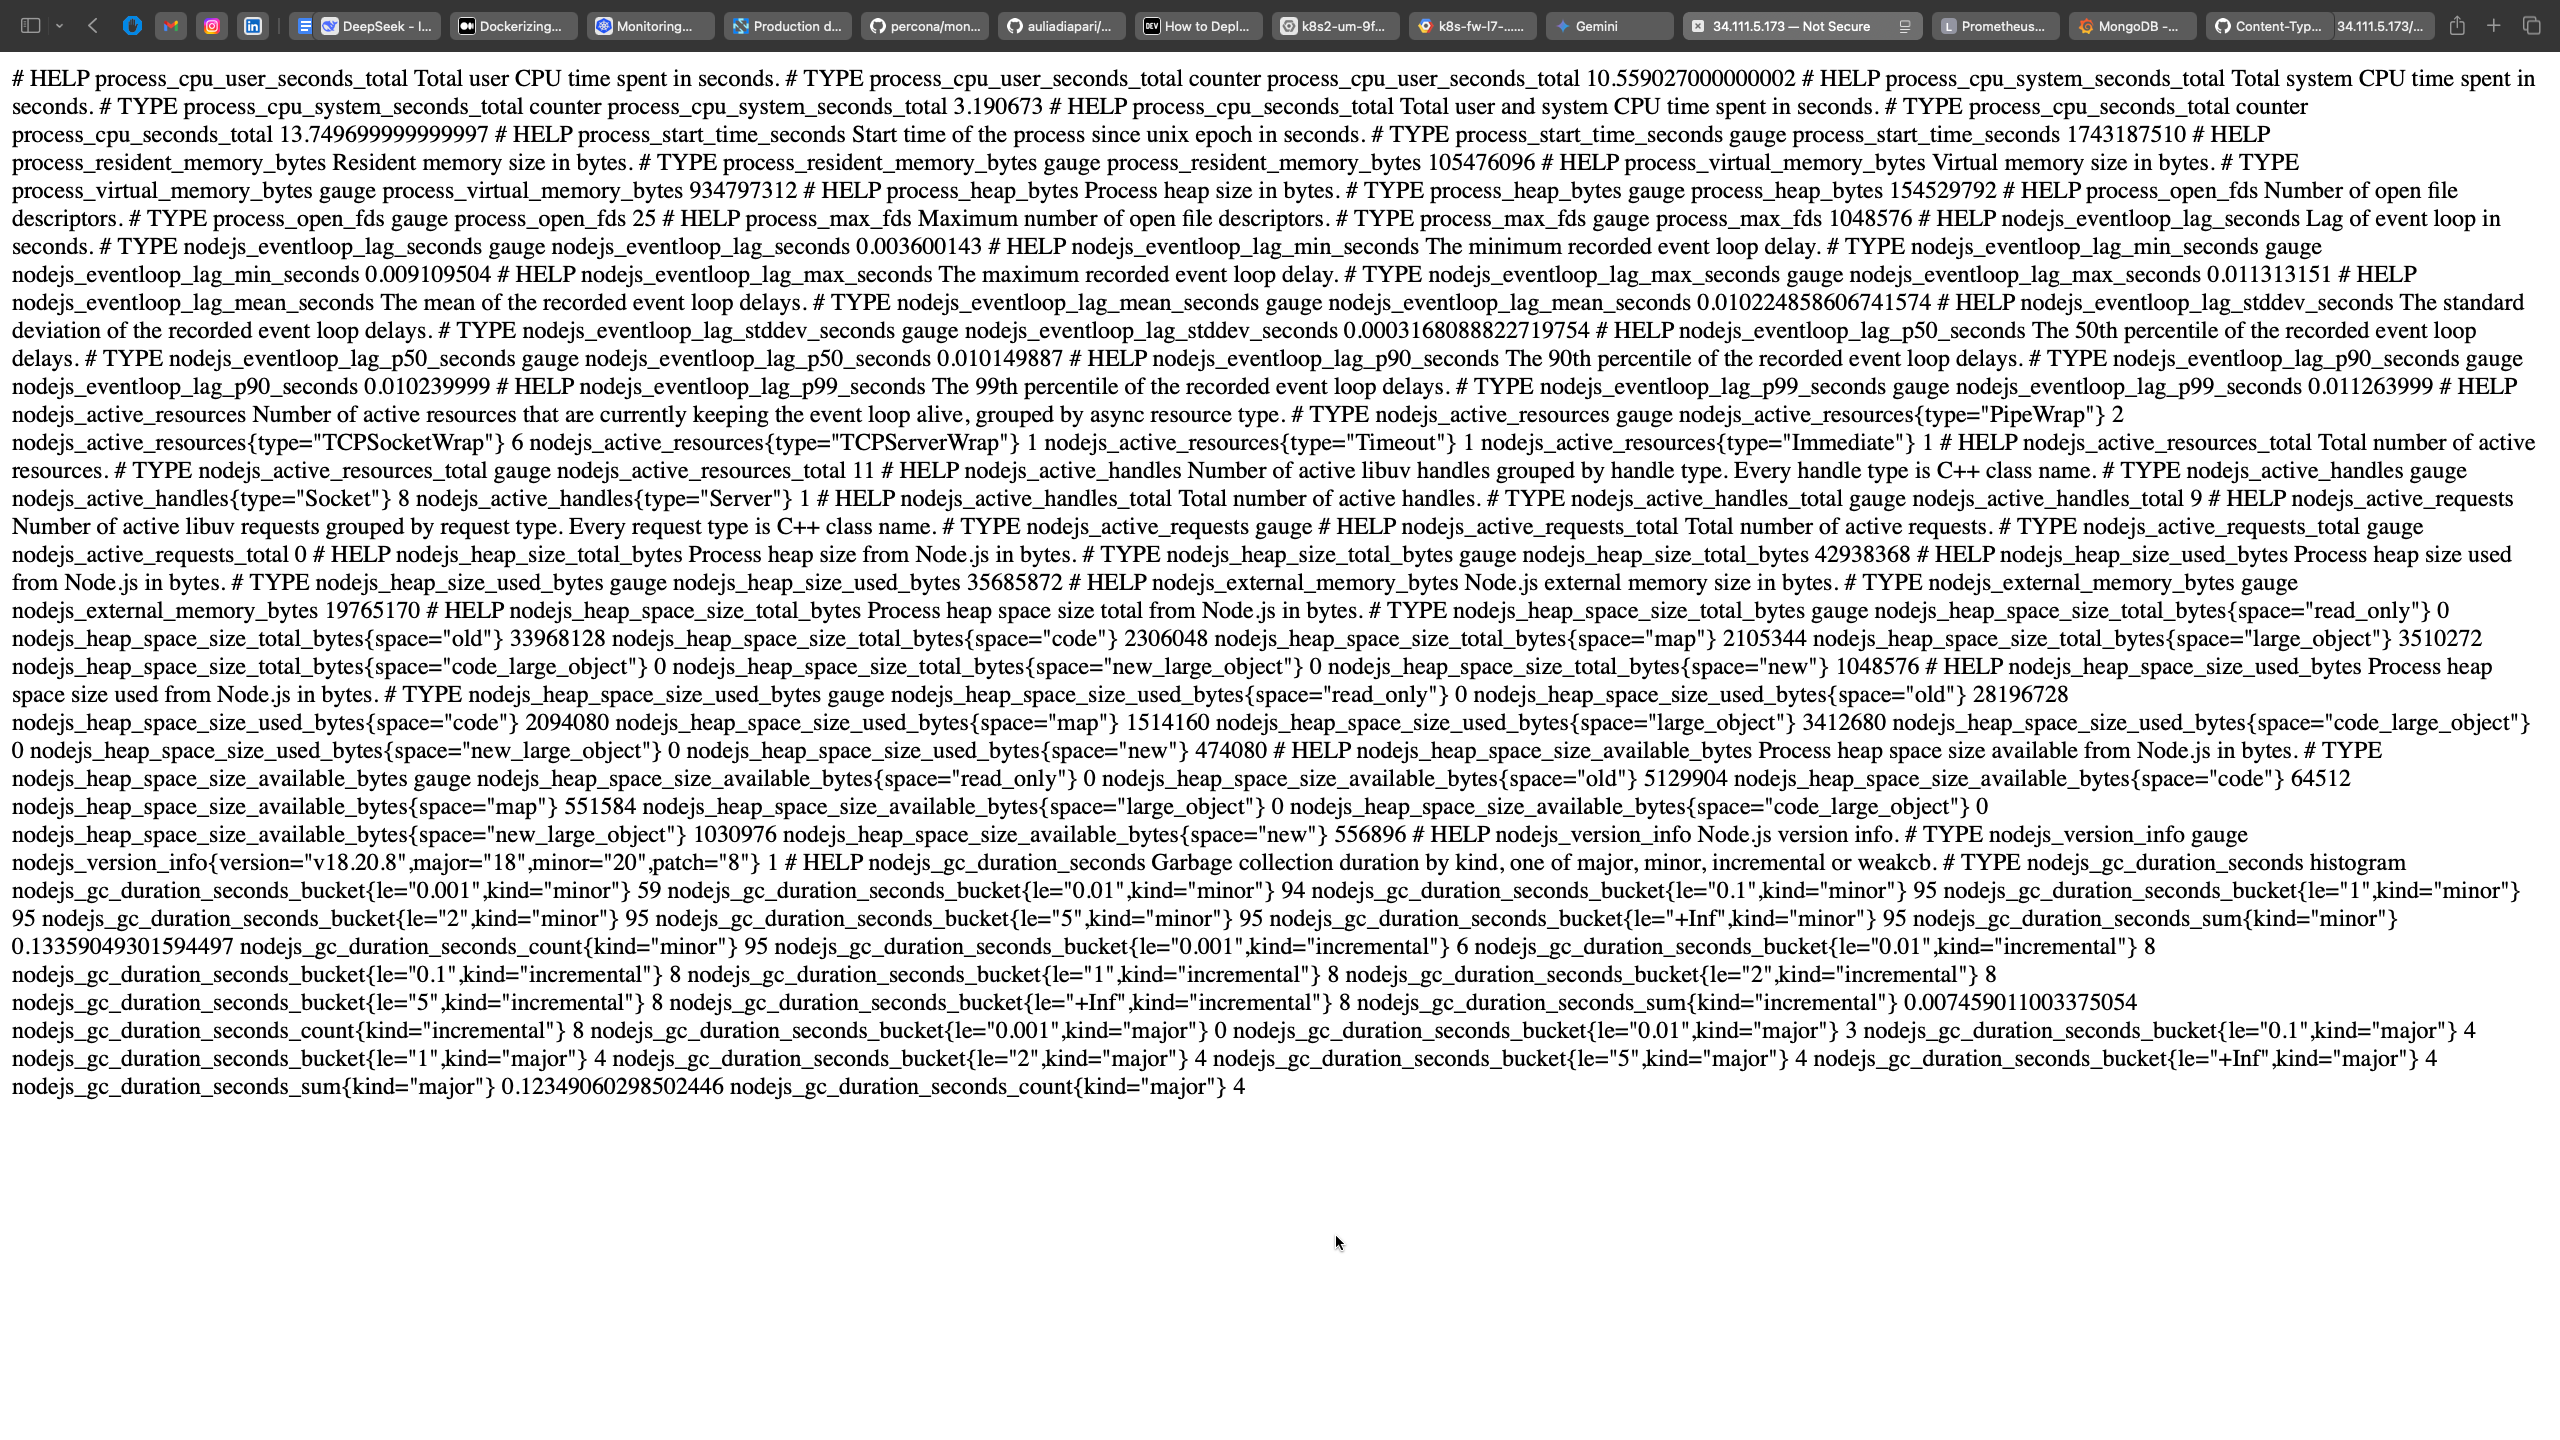 DeepSeek - I... Dockerizing... Monitoring... Production d... percona/mon... auliadiapari/... DEV How to Depl... k8s2-um-9f... k8s-fw-l7-...... Gemini 34.111.5.173 — Not Secure L Prometheus... MongoDB -... Content-Typ... 34.111.5.173/...
# HELP process_cpu_user_seconds_total Total user CPU time spent in seconds. # TYPE process_cpu_user_seconds_total counter process_cpu_user_seconds_total 10.559027000000002 # HELP process_cpu_system_seconds_total Total system CPU time spent in
seconds. # TYPE process_cpu_system_seconds_total counter process_cpu_system_seconds_total 3.190673 # HELP process_cpu_seconds_total Total user and system CPU time spent in seconds. # TYPE process_cpu_seconds_total counter
process_cpu_seconds_total 13.749699999999997 # HELP process_start_time_seconds Start time of the process since unix epoch in seconds. # TYPE process_start_time_seconds gauge process_start_time_seconds 1743187510 # HELP
process_resident_memory_bytes Resident memory size in bytes. # TYPE process_resident_memory_bytes gauge process_resident_memory_bytes 105476096 # HELP process_virtual_memory_bytes Virtual memory size in bytes. # TYPE
process_virtual_memory_bytes gauge process_virtual_memory_bytes 934797312 # HELP process_heap_bytes Process heap size in bytes. # TYPE process_heap_bytes gauge process_heap_bytes 154529792 # HELP process_open_fds Number of open file
descriptors. # TYPE process_open_fds gauge process_open_fds 25 # HELP process_max_fds Maximum number of open file descriptors. # TYPE process_max_fds gauge process_max_fds 1048576 # HELP nodejs_eventloop_lag_seconds Lag of event loop in
seconds. # TYPE nodejs_eventloop_lag_seconds gauge nodejs_eventloop_lag_seconds 0.003600143 # HELP nodejs_eventloop_lag_min_seconds The minimum recorded event loop delay. # TYPE nodejs_eventloop_lag_min_seconds gauge
nodejs_eventloop_lag_min_seconds 0.009109504 # HELP nodejs_eventloop_lag_max_seconds The maximum recorded event loop delay. # TYPE nodejs_eventloop_lag_max_seconds gauge nodejs_eventloop_lag_max_seconds 0.011313151 # HELP
nodejs_eventloop_lag_mean_seconds The mean of the recorded event loop delays. # TYPE nodejs_eventloop_lag_mean_seconds gauge nodejs_eventloop_lag_mean_seconds 0.010224858606741574 # HELP nodejs_eventloop_lag_stddev_seconds The standard
deviation of the recorded event loop delays. # TYPE nodejs_eventloop_lag_stddev_seconds gauge nodejs_eventloop_lag_stddev_seconds 0.0003168088822719754 # HELP nodejs_eventloop_lag_p50_seconds The 50th percentile of the recorded event loop
delays. # TYPE nodejs_eventloop_lag_p50_seconds gauge nodejs_eventloop_lag_p50_seconds 0.010149887 # HELP nodejs_eventloop_lag_p90_seconds The 90th percentile of the recorded event loop delays. # TYPE nodejs_eventloop_lag_p90_seconds gauge
nodejs_eventloop_lag_p90_seconds 0.010239999 # HELP nodejs_eventloop_lag_p99_seconds The 99th percentile of the recorded event loop delays. # TYPE nodejs_eventloop_lag_p99_seconds gauge nodejs_eventloop_lag_p99_seconds 0.011263999 # HELP
nodejs_active_resources Number of active resources that are currently keeping the event loop alive, grouped by async resource type. # TYPE nodejs_active_resources gauge nodejs_active_resources{type="PipeWrap"} 2
nodejs_active_resources{type="TCPSocketWrap"} 6 nodejs_active_resources{type="TCPServerWrap"} 1 nodejs_active_resources{type="Timeout"} 1 nodejs_active_resources{type="Immediate"} 1 # HELP nodejs_active_resources_total Total number of active
resources. # TYPE nodejs_active_resources_total gauge nodejs_active_resources_total 11 # HELP nodejs_active_handles Number of active libuv handles grouped by handle type. Every handle type is C++ class name. # TYPE nodejs_active_handles gauge
nodejs_active_handles{type="Socket"} 8 nodejs_active_handles{type="Server"} 1 # HELP nodejs_active_handles_total Total number of active handles. # TYPE nodejs_active_handles_total gauge nodejs_active_handles_total 9 # HELP nodejs_active_requests
Number of active libuv requests grouped by request type. Every request type is C++ class name. # TYPE nodejs_active_requests gauge # HELP nodejs_active_requests_total Total number of active requests. # TYPE nodejs_active_requests_total gauge
nodejs_active_requests_total 0 # HELP nodejs_heap_size_total_bytes Process heap size from Node.js in bytes. # TYPE nodejs_heap_size_total_bytes gauge nodejs_heap_size_total_bytes 42938368 # HELP nodejs_heap_size_used_bytes Process heap size used
from Node.js in bytes. # TYPE nodejs_heap_size_used_bytes gauge nodejs_heap_size_used_bytes 35685872 # HELP nodejs_external_memory_bytes Node.js external memory size in bytes. # TYPE nodejs_external_memory_bytes gauge
nodejs_external_memory_bytes 19765170 # HELP nodejs_heap_space_size_total_bytes Process heap space size total from Node.js in bytes. # TYPE nodejs_heap_space_size_total_bytes gauge nodejs_heap_space_size_total_bytes{space="read_only"} 0
nodejs_heap_space_size_total_bytes{space="old"} 33968128 nodejs_heap_space_size_total_bytes{space="code"} 2306048 nodejs_heap_space_size_total_bytes{space="map"} 2105344 nodejs_heap_space_size_total_bytes{space="large_object"} 3510272
nodejs_heap_space_size_total_bytes{space="code_large_object"} 0 nodejs_heap_space_size_total_bytes{space="new_large_object"} 0 nodejs_heap_space_size_total_bytes{space="new"} 1048576 # HELP nodejs_heap_space_size_used_bytes Process heap
space size used from Node.js in bytes. # TYPE nodejs_heap_space_size_used_bytes gauge nodejs_heap_space_size_used_bytes{space="read_only"} 0 nodejs_heap_space_size_used_bytes{space="old"} 28196728
nodejs_heap_space_size_used_bytes{space="code"} 2094080 nodejs_heap_space_size_used_bytes{space="map"} 1514160 nodejs_heap_space_size_used_bytes{space="large_object"} 3412680 nodejs_heap_space_size_used_bytes{space="code_large_object"}
0 nodejs_heap_space_size_used_bytes{space="new_large_object"} 0 nodejs_heap_space_size_used_bytes{space="new"} 474080 # HELP nodejs_heap_space_size_available_bytes Process heap space size available from Node.js in bytes. # TYPE
nodejs_heap_space_size_available_bytes gauge nodejs_heap_space_size_available_bytes{space="read_only"} 0 nodejs_heap_space_size_available_bytes{space="old"} 5129904 nodejs_heap_space_size_available_bytes{space="code"} 64512
nodejs_heap_space_size_available_bytes{space="map"} 551584 nodejs_heap_space_size_available_bytes{space="large_object"} 0 nodejs_heap_space_size_available_bytes{space="code_large_object"} 0
nodejs_heap_space_size_available_bytes{space="new_large_object"} 1030976 nodejs_heap_space_size_available_bytes{space="new"} 556896 # HELP nodejs_version_info Node.js version info. # TYPE nodejs_version_info gauge
nodejs_version_info{version="v18.20.8",major="18",minor="20",patch="8"} 1 # HELP nodejs_gc_duration_seconds Garbage collection duration by kind, one of major, minor, incremental or weakcb. # TYPE nodejs_gc_duration_seconds histogram
nodejs_gc_duration_seconds_bucket{le="0.001",kind="minor"} 59 nodejs_gc_duration_seconds_bucket{le="0.01",kind="minor"} 94 nodejs_gc_duration_seconds_bucket{le="0.1",kind="minor"} 95 nodejs_gc_duration_seconds_bucket{le="1",kind="minor"}
95 nodejs_gc_duration_seconds_bucket{le="2",kind="minor"} 95 nodejs_gc_duration_seconds_bucket{le="5",kind="minor"} 95 nodejs_gc_duration_seconds_bucket{le="+Inf",kind="minor"} 95 nodejs_gc_duration_seconds_sum{kind="minor"}
0.13359049301594497 nodejs_gc_duration_seconds_count{kind="minor"} 95 nodejs_gc_duration_seconds_bucket{le="0.001",kind="incremental"} 6 nodejs_gc_duration_seconds_bucket{le="0.01",kind="incremental"} 8
nodejs_gc_duration_seconds_bucket{le="0.1",kind="incremental"} 8 nodejs_gc_duration_seconds_bucket{le="1",kind="incremental"} 8 nodejs_gc_duration_seconds_bucket{le="2",kind="incremental"} 8
nodejs_gc_duration_seconds_bucket{le="5",kind="incremental"} 8 nodejs_gc_duration_seconds_bucket{le="+Inf",kind="incremental"} 8 nodejs_gc_duration_seconds_sum{kind="incremental"} 0.007459011003375054
nodejs_gc_duration_seconds_count{kind="incremental"} 8 nodejs_gc_duration_seconds_bucket{le="0.001",kind="major"} 0 nodejs_gc_duration_seconds_bucket{le="0.01",kind="major"} 3 nodejs_gc_duration_seconds_bucket{le="0.1",kind="major"} 4
nodejs_gc_duration_seconds_bucket{le="1",kind="major"} 4 nodejs_gc_duration_seconds_bucket{le="2",kind="major"} 4 nodejs_gc_duration_seconds_bucket{le="5",kind="major"} 4 nodejs_gc_duration_seconds_bucket{le="+Inf",kind="major"} 4
nodejs_gc_duration_seconds_sum{kind="major"} 0.12349060298502446 nodejs_gc_duration_seconds_count{kind="major"} 4